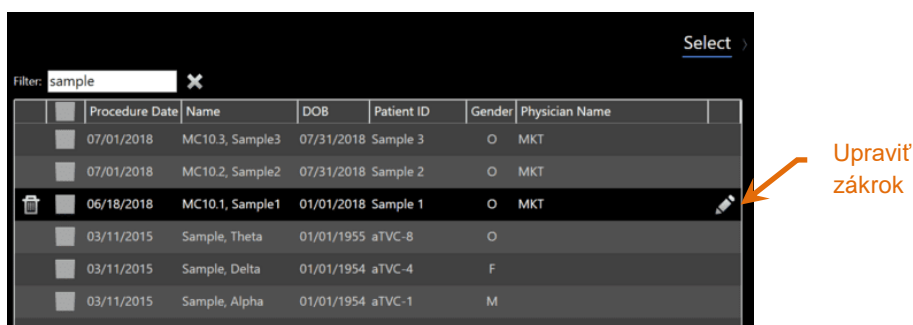 Select
Filter: sample
Procedure Date Name DOB Patient ID Gender Physician Name
07/01/2018 MC10.3, Sample3 07/31/2018 Sample 3 O MKT
07/01/2018 MC10.2, Sample2 07/31/2018 Sample 2 O MKT
06/18/2018 MC10.1, Sample1 01/01/2018 Sample 1 O MKT
03/11/2015 Sample, Theta 01/01/1955 aTVC-8 O
03/11/2015 Sample, Delta 01/01/1954 aTVC-4 F
03/11/2015 Sample, Alpha 01/01/1954 aTVC-1 M
Upraviť
zákrok